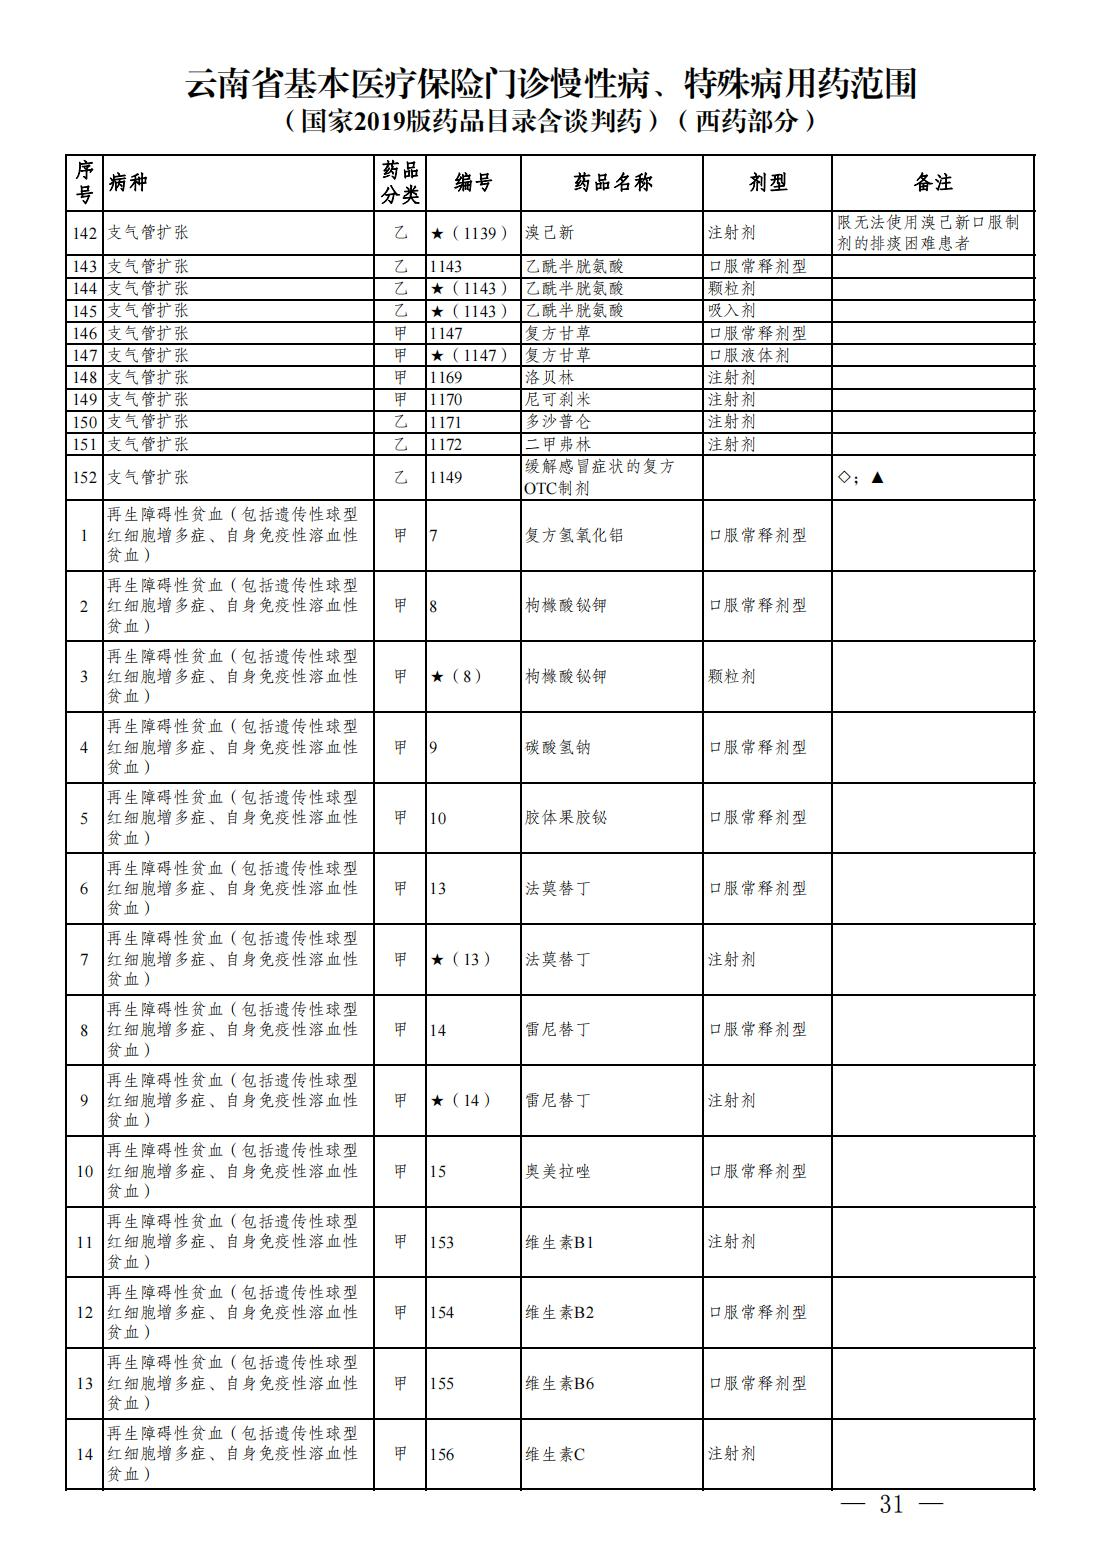 云南省基本医疗保险门诊慢性病、特殊病用药范围
（国家2019版药品目录含谈判药）（西药部分）
序号 病种 药品分类 编号 药品名称 剂型 备注
142 支气管扩张 乙 ★（1139） 溴己新 注射剂 限无法使用溴己新口服制剂的排痰困难患者
143 支气管扩张 乙 1143 乙酰半胱氨酸 口服常释剂型
144 支气管扩张 乙 ★（1143） 乙酰半胱氨酸 颗粒剂
145 支气管扩张 乙 ★（1143） 乙酰半胱氨酸 吸入剂
146 支气管扩张 甲 1147 复方甘草 口服常释剂型
147 支气管扩张 甲 ★（1147） 复方甘草 口服液体剂
148 支气管扩张 甲 1169 洛贝林 注射剂
149 支气管扩张 甲 1170 尼可刹米 注射剂
150 支气管扩张 乙 1171 多沙普仑 注射剂
151 支气管扩张 乙 1172 二甲弗林 注射剂
152 支气管扩张 乙 1149 缓解感冒症状的复方OTC制剂 ◇；▲
1 再生障碍性贫血（包括遗传性球型红细胞增多症、自身免疫性溶血性贫血） 甲 7 复方氢氧化铝 口服常释剂型
2 再生障碍性贫血（包括遗传性球型红细胞增多症、自身免疫性溶血性贫血） 甲 8 枸橼酸铋钾 口服常释剂型
3 再生障碍性贫血（包括遗传性球型红细胞增多症、自身免疫性溶血性贫血） 甲 ★（8） 枸橼酸铋钾 颗粒剂
4 再生障碍性贫血（包括遗传性球型红细胞增多症、自身免疫性溶血性贫血） 甲 9 碳酸氢钠 口服常释剂型
5 再生障碍性贫血（包括遗传性球型红细胞增多症、自身免疫性溶血性贫血） 甲 10 胶体果胶铋 口服常释剂型
6 再生障碍性贫血（包括遗传性球型红细胞增多症、自身免疫性溶血性贫血） 甲 13 法莫替丁 口服常释剂型
7 再生障碍性贫血（包括遗传性球型红细胞增多症、自身免疫性溶血性贫血） 甲 ★（13） 法莫替丁 注射剂
8 再生障碍性贫血（包括遗传性球型红细胞增多症、自身免疫性溶血性贫血） 甲 14 雷尼替丁 口服常释剂型
9 再生障碍性贫血（包括遗传性球型红细胞增多症、自身免疫性溶血性贫血） 甲 ★（14） 雷尼替丁 注射剂
10 再生障碍性贫血（包括遗传性球型红细胞增多症、自身免疫性溶血性贫血） 甲 15 奥美拉唑 口服常释剂型
11 再生障碍性贫血（包括遗传性球型红细胞增多症、自身免疫性溶血性贫血） 甲 153 维生素B1 注射剂
12 再生障碍性贫血（包括遗传性球型红细胞增多症、自身免疫性溶血性贫血） 甲 154 维生素B2 口服常释剂型
13 再生障碍性贫血（包括遗传性球型红细胞增多症、自身免疫性溶血性贫血） 甲 155 维生素B6 口服常释剂型
14 再生障碍性贫血（包括遗传性球型红细胞增多症、自身免疫性溶血性贫血） 甲 156 维生素C 注射剂
— 31 —